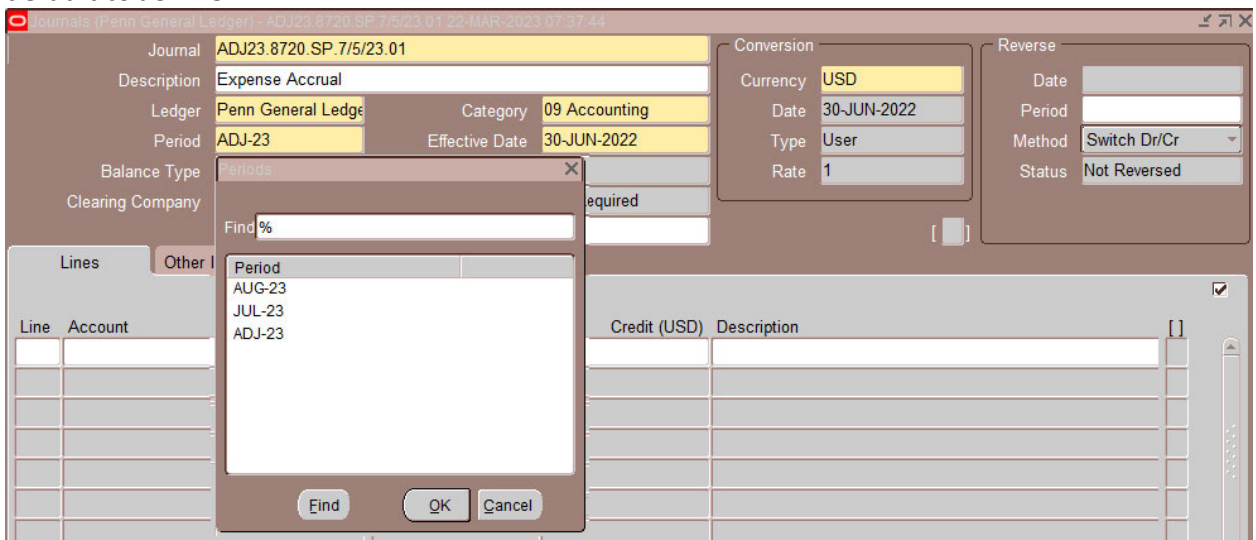 Journals (Penn General Ledger) - ADJ23.8720.SP.7/5/23.01 22-MAR-2023 07:37:44
Journal ADJ23.8720.SP.7/5/23.01
Description Expense Accrual
Ledger Penn General Ledge Category 09 Accounting
Period ADJ-23 Effective Date 30-JUN-2022
Balance Type
Clearing Company equired
Conversion
Currency USD
Date 30-JUN-2022
Type User
Rate 1
Reverse
Date
Period
Method Switch Dr/Cr
Status Not Reversed
[ ]
Periods
Find %
Period
AUG-23
JUL-23
ADJ-23
Find OK Cancel
Lines Other I
Line Account Credit (USD) Description [ ]